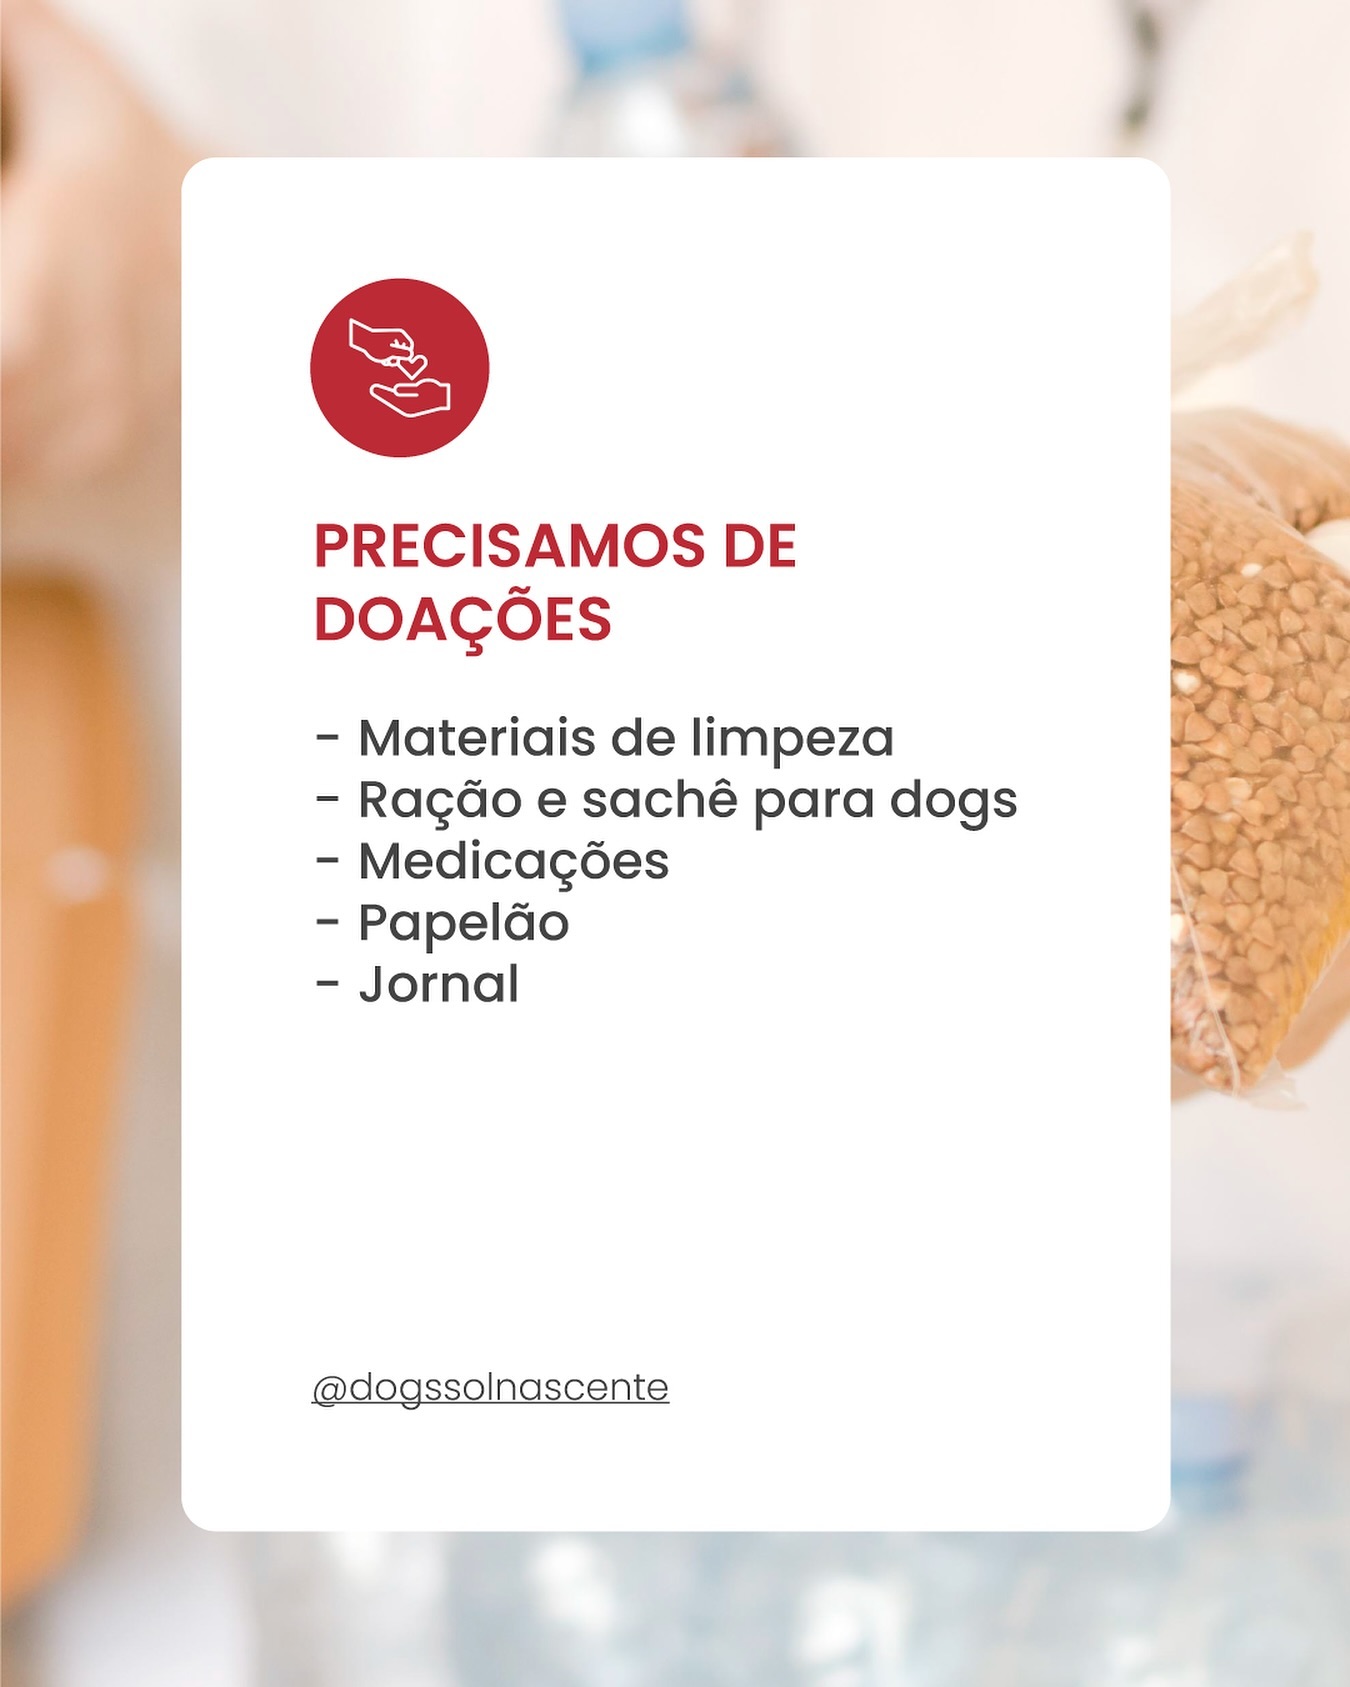 PRECISAMOS DE
DOAÇÕES
- Materiais de limpeza
- Ração e sachê para dogs
- Medicações
- Papelão
- Jornal
@dogssolnascente